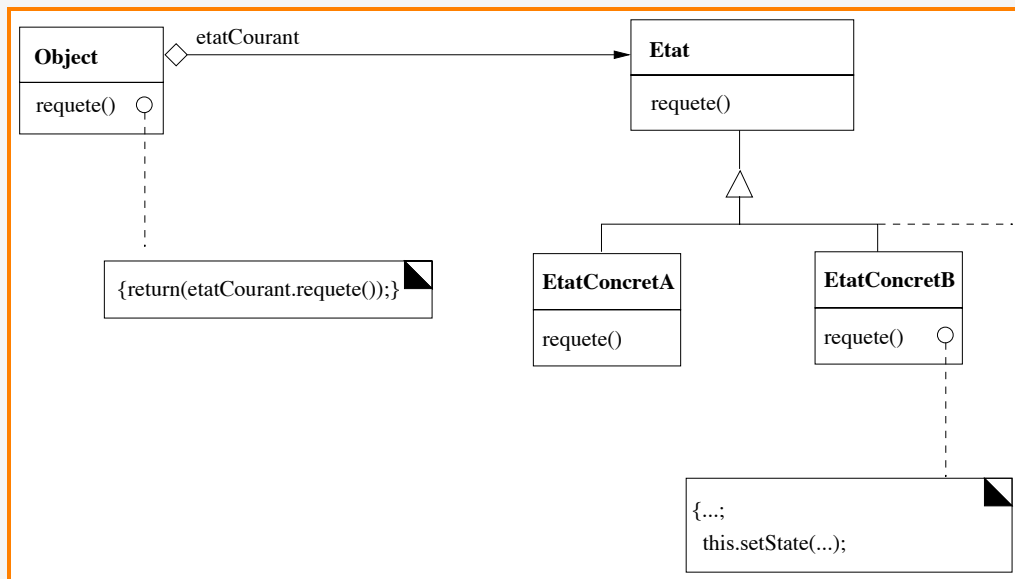 etatCourant
Object
requete()
Etat
requete()
{return(etatCourant.requete());}
EtatConcretA
requete()
EtatConcretB
requete()
{...;
this.setState(...);